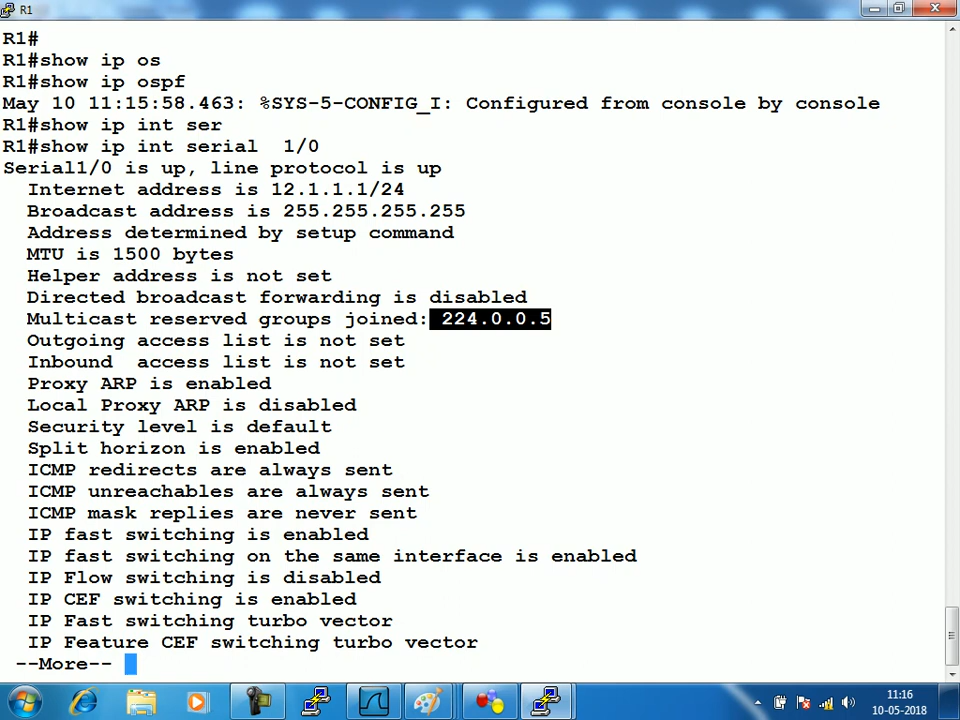 R1
R1#
R1#show ip os
R1#show ip ospf
May 10 11:15:58.463: %SYS-5-CONFIG_I: Configured from console by console
R1#show ip int ser
R1#show ip int serial  1/0
Serial1/0 is up, line protocol is up
  Internet address is 12.1.1.1/24
  Broadcast address is 255.255.255.255
  Address determined by setup command
  MTU is 1500 bytes
  Helper address is not set
  Directed broadcast forwarding is disabled
  Multicast reserved groups joined: 224.0.0.5
  Outgoing access list is not set
  Inbound  access list is not set
  Proxy ARP is enabled
  Local Proxy ARP is disabled
  Security level is default
  Split horizon is enabled
  ICMP redirects are always sent
  ICMP unreachables are always sent
  ICMP mask replies are never sent
  IP fast switching is enabled
  IP fast switching on the same interface is enabled
  IP Flow switching is disabled
  IP CEF switching is enabled
  IP Fast switching turbo vector
  IP Feature CEF switching turbo vector
 --More--
11:16
10-05-2018